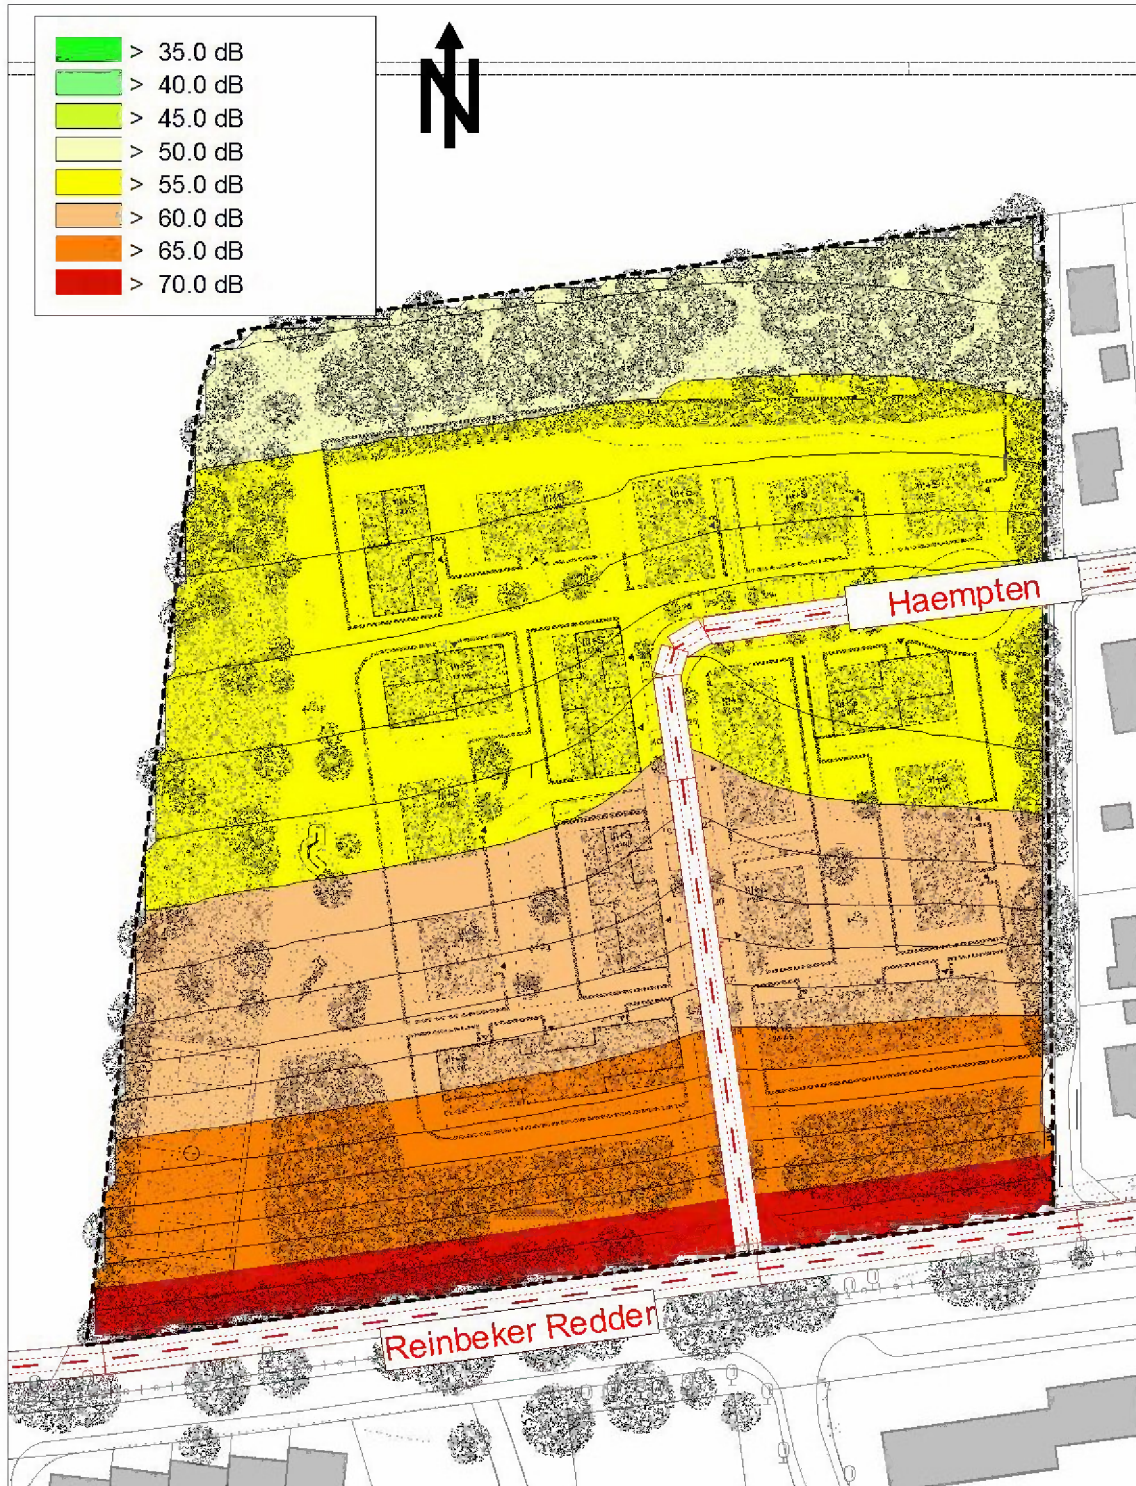 > 35.0 dB
> 40.0 dB
> 45.0 dB
> 50.0 dB
> 55.0 dB
> 60.0 dB
> 65.0 dB
> 70.0 dB
N
Haempten
Reinbeker Redder